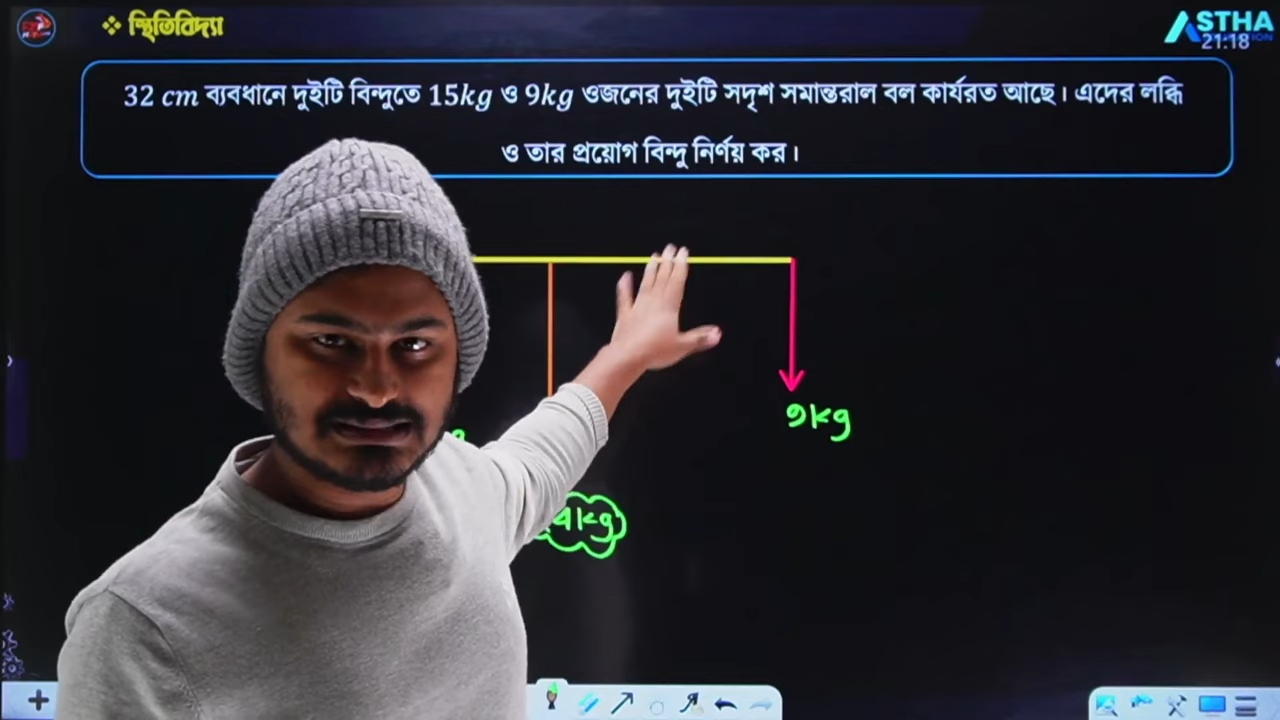 ❖ স্থিতিবিদ্যা
ASTHA
21:18
32 cm ব্যবধানে দুইটি বিন্দুতে 15kg ও 9kg ওজনের দুইটি সদৃশ সমান্তরাল বল কার্যরত আছে। এদের লব্ধি
ও তার প্রয়োগ বিন্দু নির্ণয় কর।
9kg